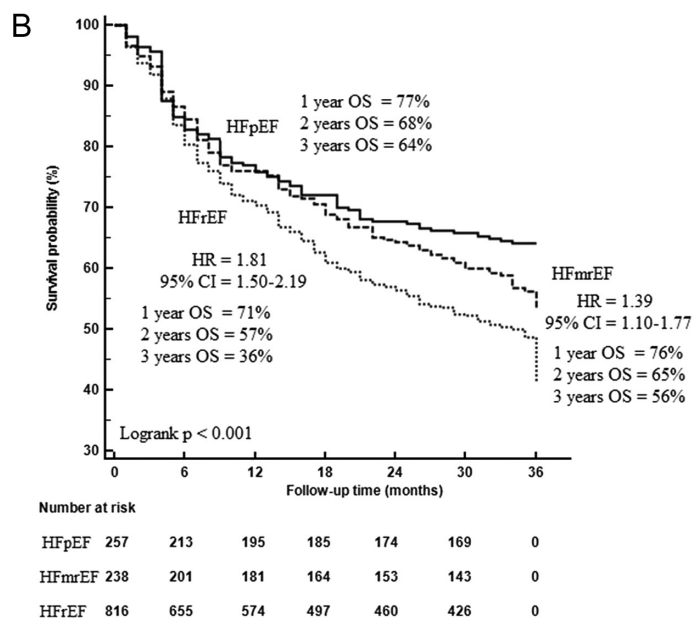 B
100
90
80
70
60
50
40
30
Survival probability (%)
HFpEF
1 year OS = 77%
2 years OS = 68%
3 years OS = 64%
HFrEF
HR = 1.81
95% CI = 1.50-2.19
1 year OS = 71%
2 years OS = 57%
3 years OS = 36%
HFmrEF
HR = 1.39
95% CI = 1.10-1.77
1 year OS = 76%
2 years OS = 65%
3 years OS = 56%
Logrank p < 0.001
0 6 12 18 24 30 36
Follow-up time (months)
Number at risk
HFpEF 257 213 195 185 174 169 0
HFmrEF 238 201 181 164 153 143 0
HFrEF 816 655 574 497 460 426 0